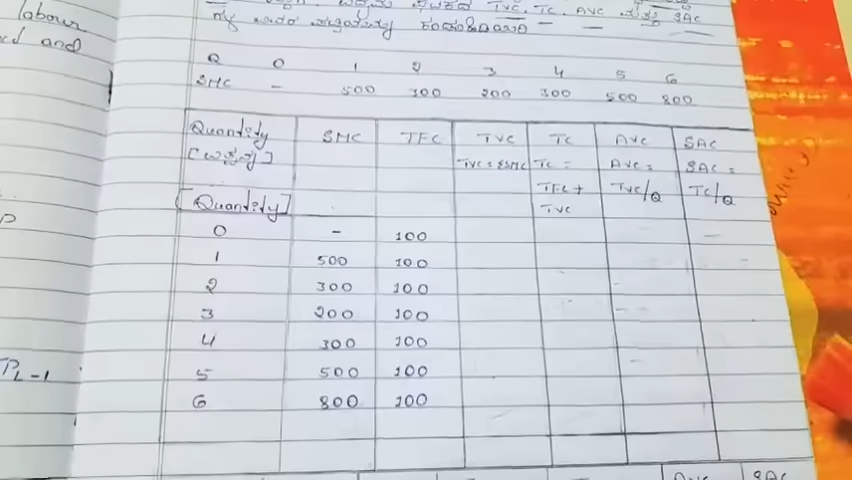 labour
and
TVC, TC, AVC ಮತ್ತು SAC
Q 0 1 2 3 4 5 6
SMC - 500 300 200 300 500 800
Quantity SMC TFC TVC TC AVC SAC
TVC = ΣSMC TC = AVC = SAC =
[Quantity] TFC + TVC/Q TC/Q
TVC
0 - 100
1 500 100
2 300 100
3 200 100
4 300 100
5 500 100
6 800 100
L-1
AVC SAC